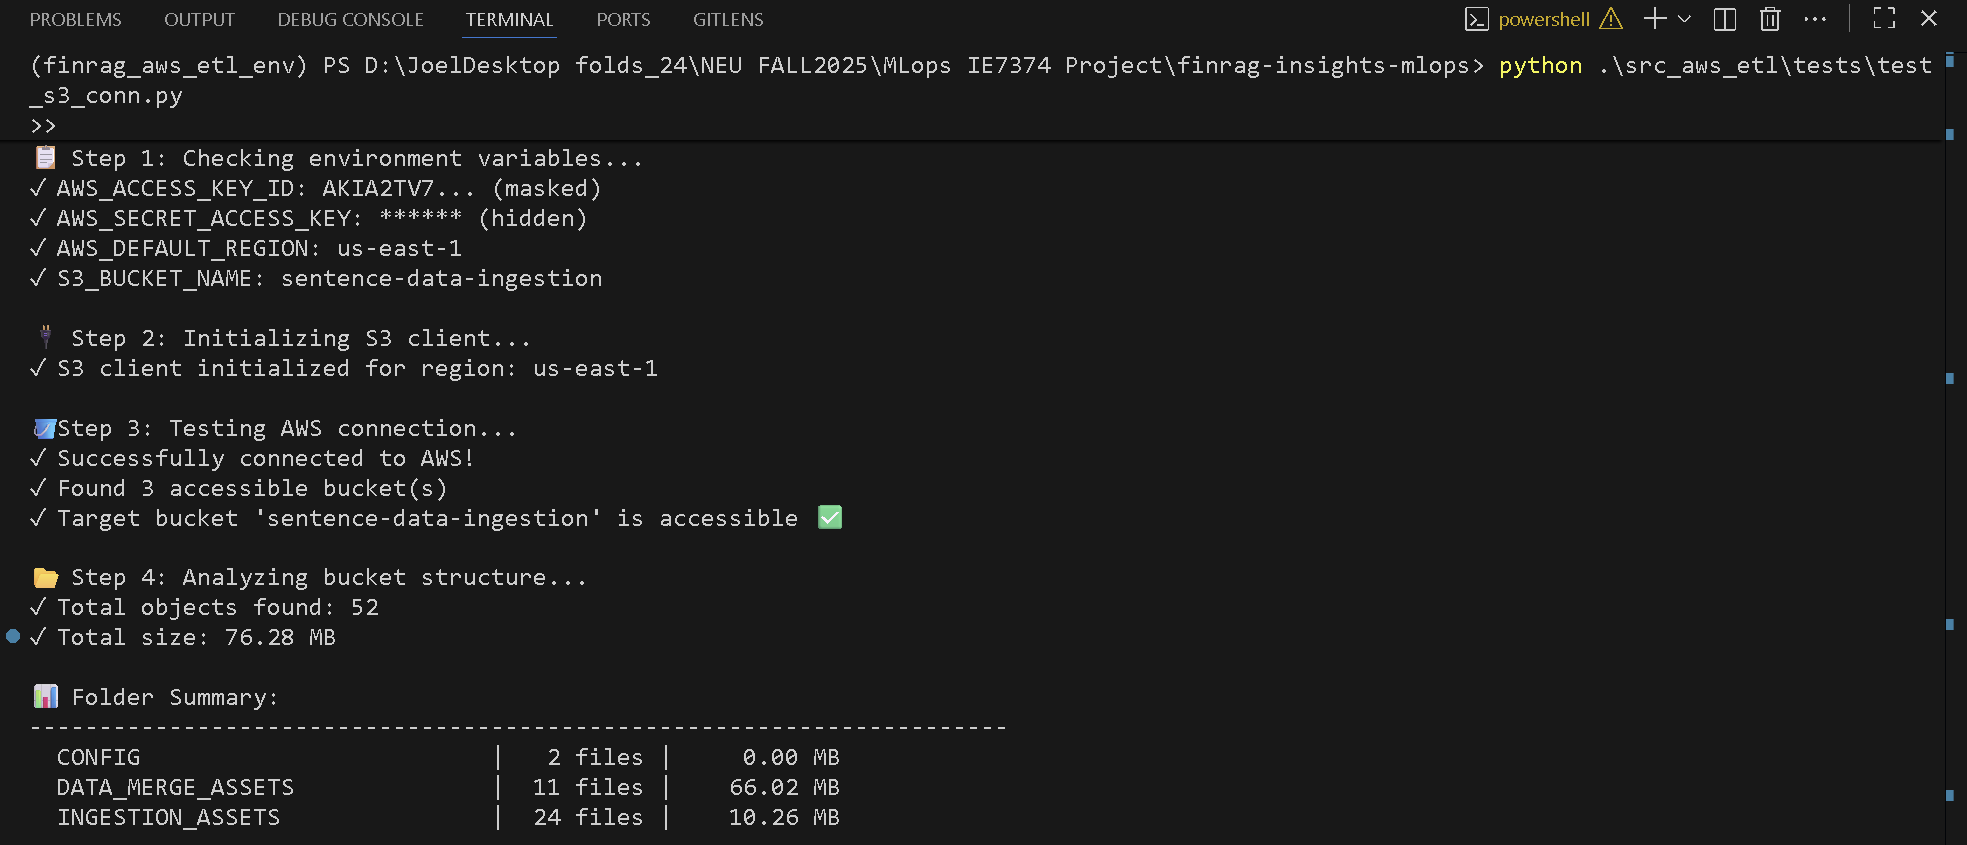 PROBLEMS OUTPUT DEBUG CONSOLE TERMINAL PORTS GITLENS powershell
(finrag_aws_etl_env) PS D:\JoelDesktop folds_24\NEU FALL2025\MLops IE7374 Project\finrag-insights-mlops> python .\src_aws_etl\tests\test
_s3_conn.py
>>
📋 Step 1: Checking environment variables...
✓ AWS_ACCESS_KEY_ID: AKIA2TV7... (masked)
✓ AWS_SECRET_ACCESS_KEY: ****** (hidden)
✓ AWS_DEFAULT_REGION: us-east-1
✓ S3_BUCKET_NAME: sentence-data-ingestion
🔌 Step 2: Initializing S3 client...
✓ S3 client initialized for region: us-east-1
🪣Step 3: Testing AWS connection...
✓ Successfully connected to AWS!
✓ Found 3 accessible bucket(s)
✓ Target bucket 'sentence-data-ingestion' is accessible ✅
📂 Step 4: Analyzing bucket structure...
✓ Total objects found: 52
✓ Total size: 76.28 MB
📊 Folder Summary:
----------------------------------------------------------------------
CONFIG | 2 files | 0.00 MB
DATA_MERGE_ASSETS | 11 files | 66.02 MB
INGESTION_ASSETS | 24 files | 10.26 MB